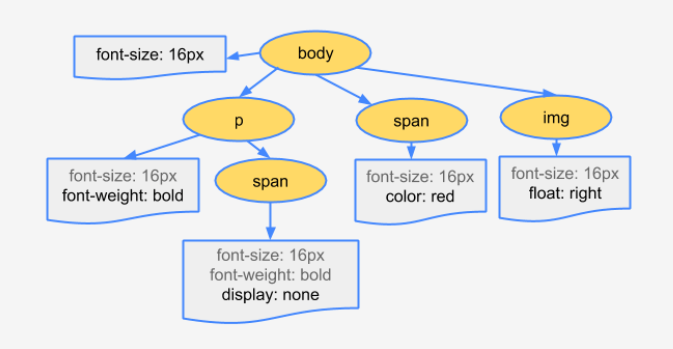 font-size: 16px
body
p
span
img
font-size: 16px
font-weight: bold
span
font-size: 16px
color: red
font-size: 16px
float: right
font-size: 16px
font-weight: bold
display: none